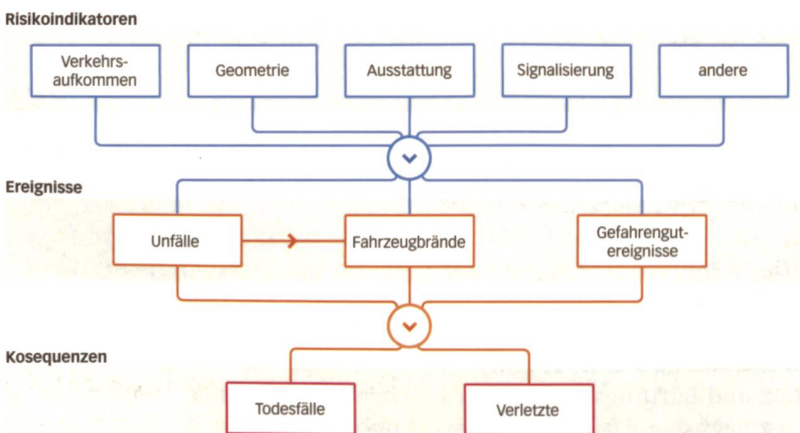 Risikoindikatoren
Verkehrs-
aufkommen
Geometrie
Ausstattung
Signalisierung
andere
Ereignisse
Unfälle
Fahrzeugbrände
Gefahrengut-
ereignisse
Kosequenzen
Todesfälle
Verletzte